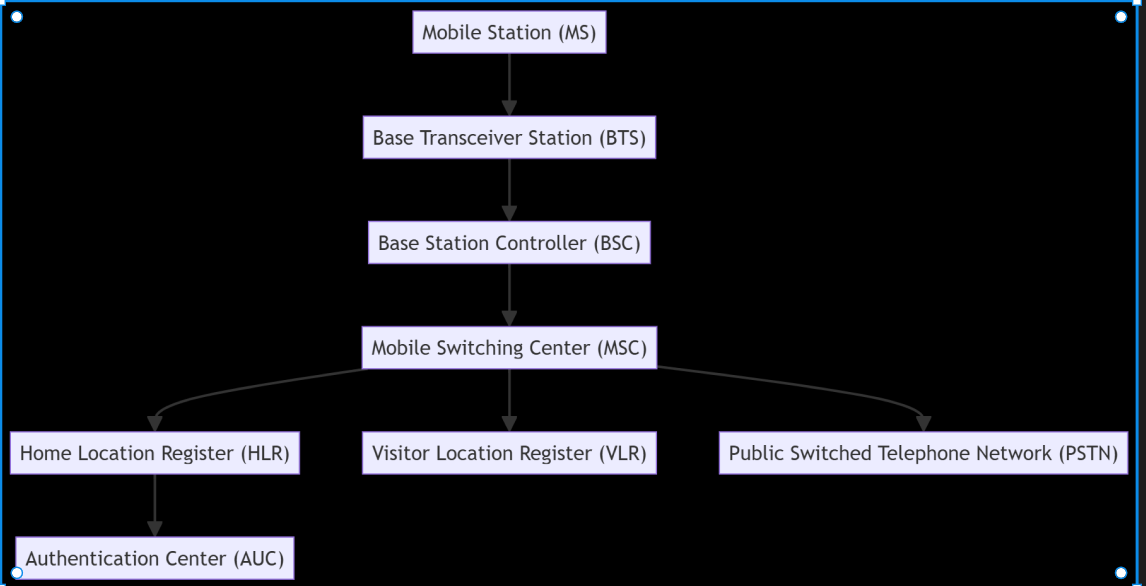 Mobile Station (MS)
Base Transceiver Station (BTS)
Base Station Controller (BSC)
Mobile Switching Center (MSC)
Home Location Register (HLR)
Visitor Location Register (VLR)
Public Switched Telephone Network (PSTN)
Authentication Center (AUC)